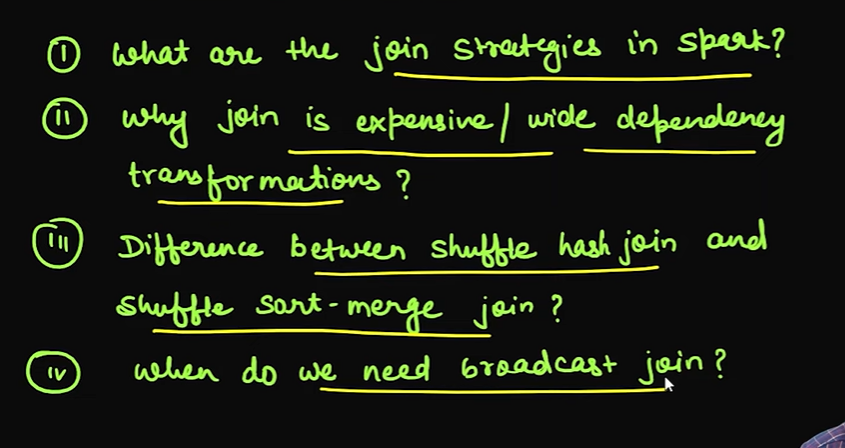 (i) What are the join strategies in spark?
(ii) Why join is expensive / wide dependency
transformations ?
(iii) Difference between shuffle hash join and
shuffle sort-merge join ?
(iv) when do we need broadcast join ?